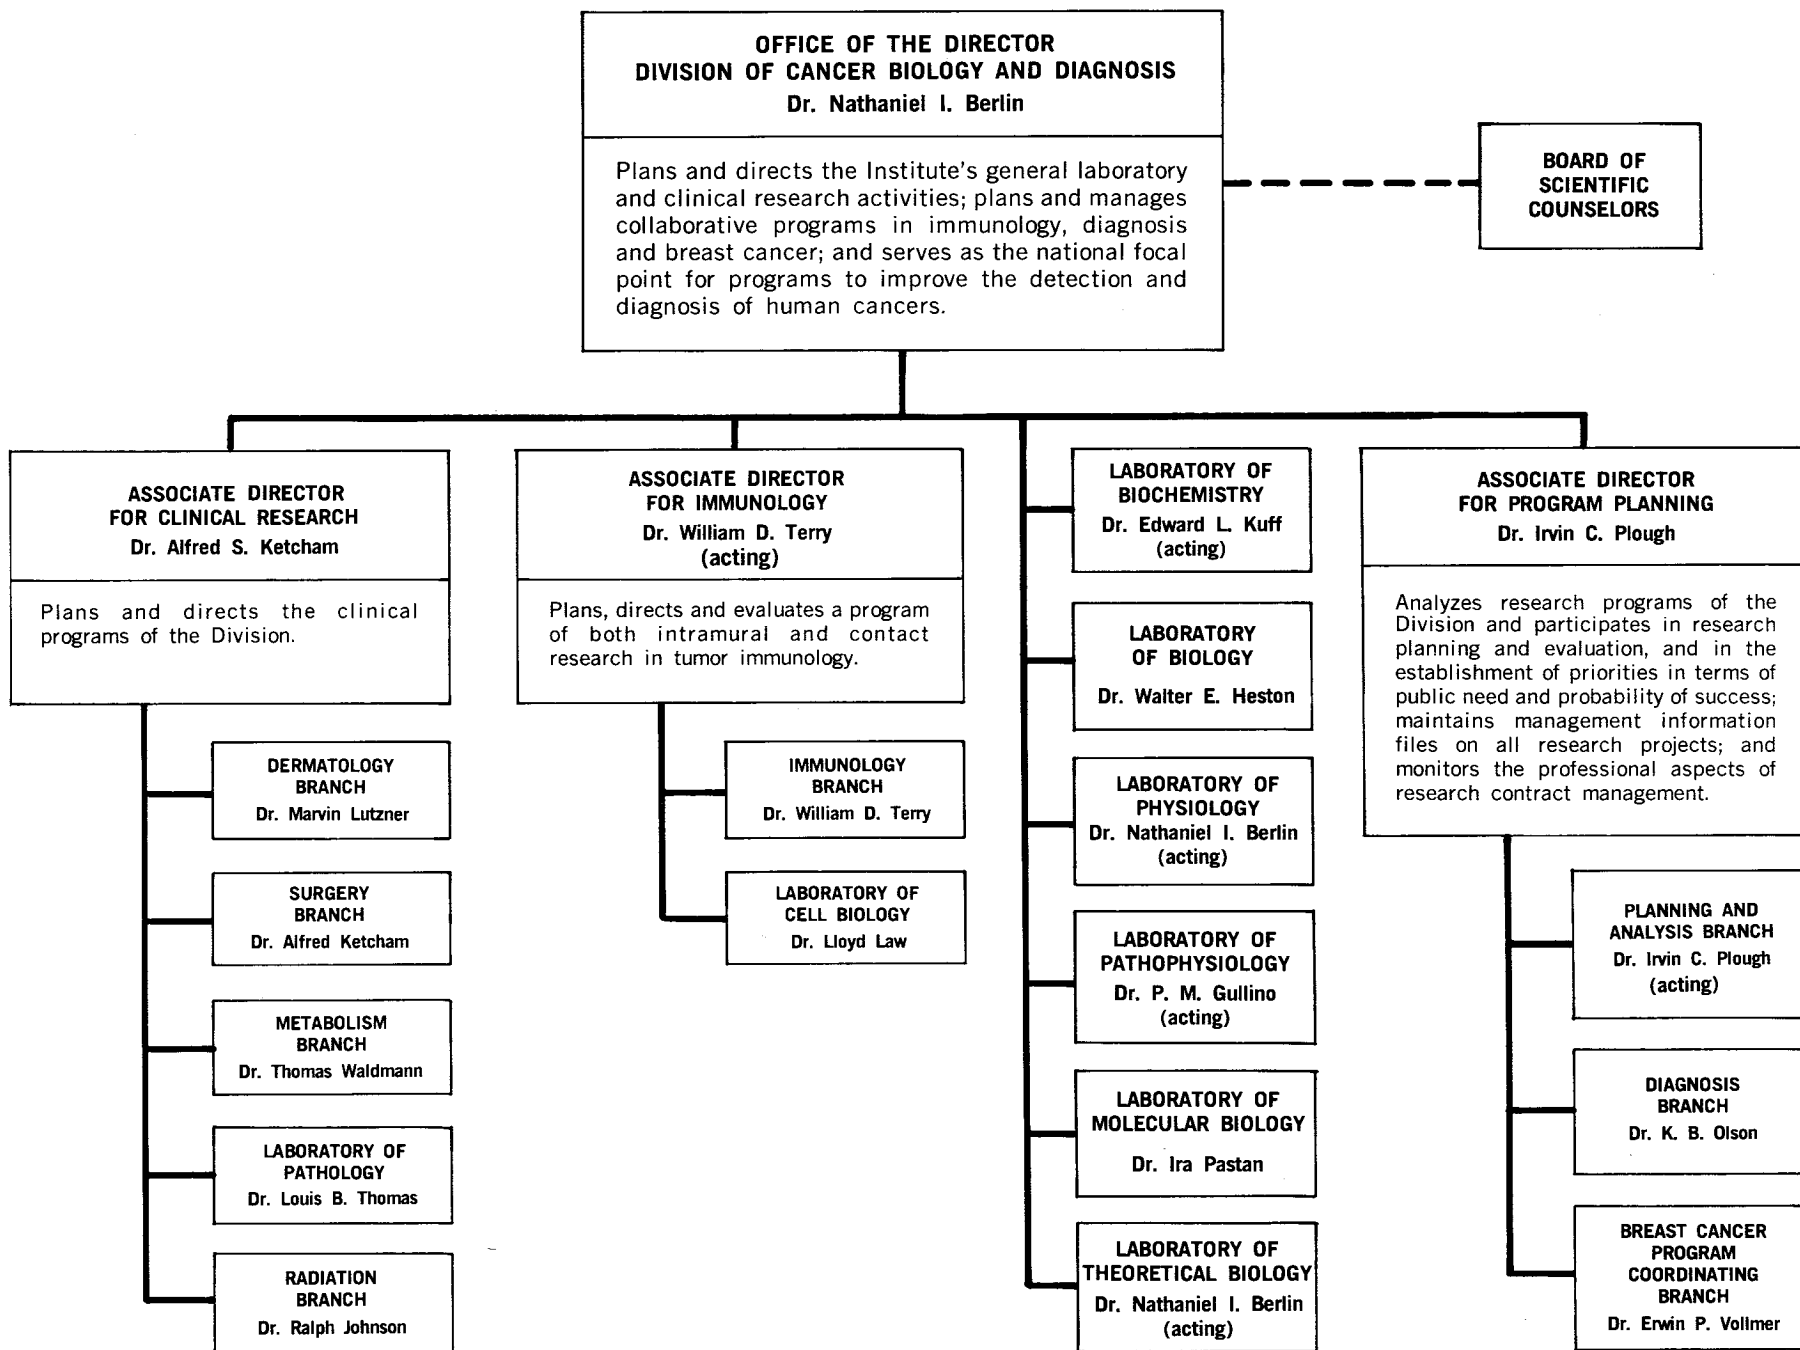 OFFICE OF THE DIRECTOR
DIVISION OF CANCER BIOLOGY AND DIAGNOSIS
Dr. Nathaniel I. Berlin
Plans and directs the Institute's general laboratory
and clinical research activities; plans and manages
collaborative programs in immunology, diagnosis
and breast cancer; and serves as the national focal
point for programs to improve the detection and
diagnosis of human cancers.
BOARD OF
SCIENTIFIC
COUNSELORS
ASSOCIATE DIRECTOR
FOR CLINICAL RESEARCH
Dr. Alfred S. Ketcham
Plans and directs the clinical
programs of the Division.
DERMATOLOGY
BRANCH
Dr. Marvin Lutzner
SURGERY
BRANCH
Dr. Alfred Ketcham
METABOLISM
BRANCH
Dr. Thomas Waldmann
LABORATORY OF
PATHOLOGY
Dr. Louis B. Thomas
RADIATION
BRANCH
Dr. Ralph Johnson
ASSOCIATE DIRECTOR
FOR IMMUNOLOGY
Dr. William D. Terry
(acting)
Plans, directs and evaluates a program
of both intramural and contact
research in tumor immunology.
IMMUNOLOGY
BRANCH
Dr. William D. Terry
LABORATORY OF
CELL BIOLOGY
Dr. Lloyd Law
LABORATORY OF
BIOCHEMISTRY
Dr. Edward L. Kuff
(acting)
LABORATORY
OF BIOLOGY
Dr. Walter E. Heston
LABORATORY OF
PHYSIOLOGY
Dr. Nathaniel I. Berlin
(acting)
LABORATORY OF
PATHOPHYSIOLOGY
Dr. P. M. Gullino
(acting)
LABORATORY OF
MOLECULAR BIOLOGY
Dr. Ira Pastan
LABORATORY OF
THEORETICAL BIOLOGY
Dr. Nathaniel I. Berlin
(acting)
ASSOCIATE DIRECTOR
FOR PROGRAM PLANNING
Dr. Irvin C. Plough
Analyzes research programs of the
Division and participates in research
planning and evaluation, and in the
establishment of priorities in terms of
public need and probability of success;
maintains management information
files on all research projects; and
monitors the professional aspects of
research contract management.
PLANNING AND
ANALYSIS BRANCH
Dr. Irvin C. Plough
(acting)
DIAGNOSIS
BRANCH
Dr. K. B. Olson
BREAST CANCER
PROGRAM
COORDINATING
BRANCH
Dr. Erwin P. Vollmer